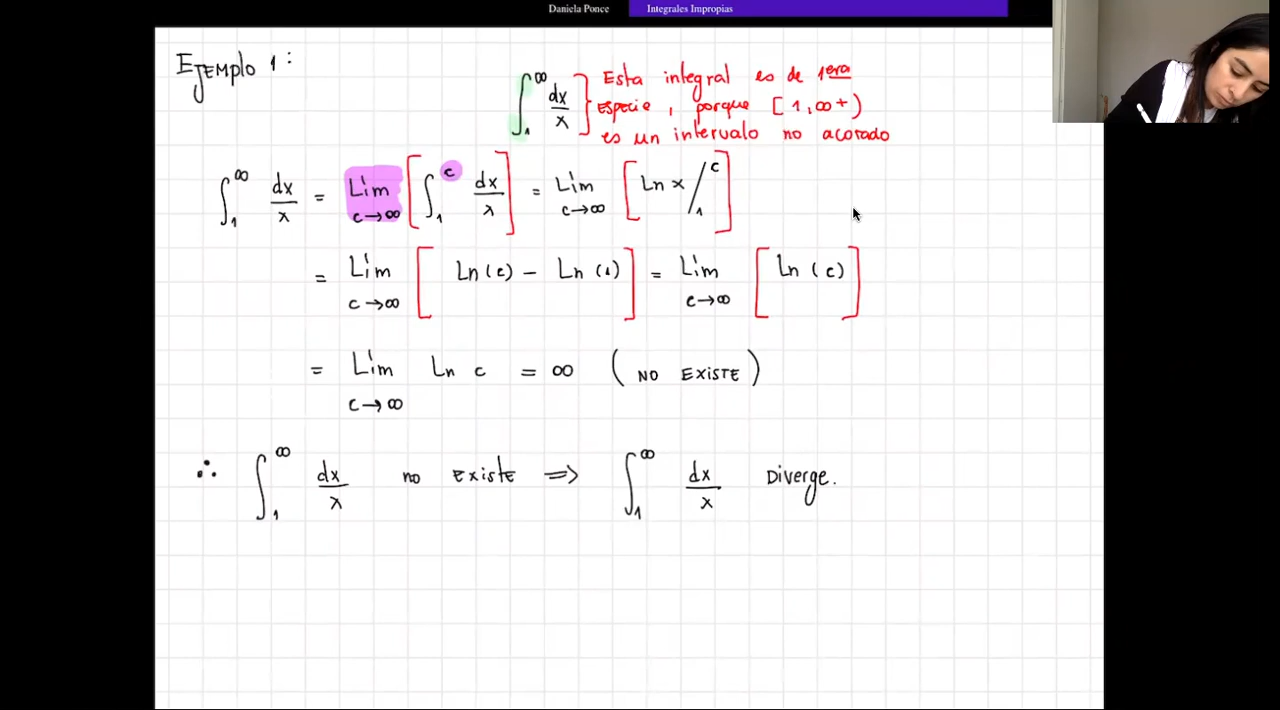 Daniela Ponce Integrales Impropias
Ejemplo 1:
∫₁^∞ dx/x } Esta integral es de 1era
especie, porque [1,∞+)
es un intervalo no acotado
∫₁^∞ dx/x = Lim c→∞ [∫₁^c dx/x] = Lim c→∞ [Ln x /₁^c]
= Lim c→∞ [Ln(c) - Ln(1)] = Lim c→∞ [Ln(c)]
= Lim c→∞ Ln c = ∞ (NO EXISTE)
∴ ∫₁^∞ dx/x no Existe ⟹ ∫₁^∞ dx/x Diverge.